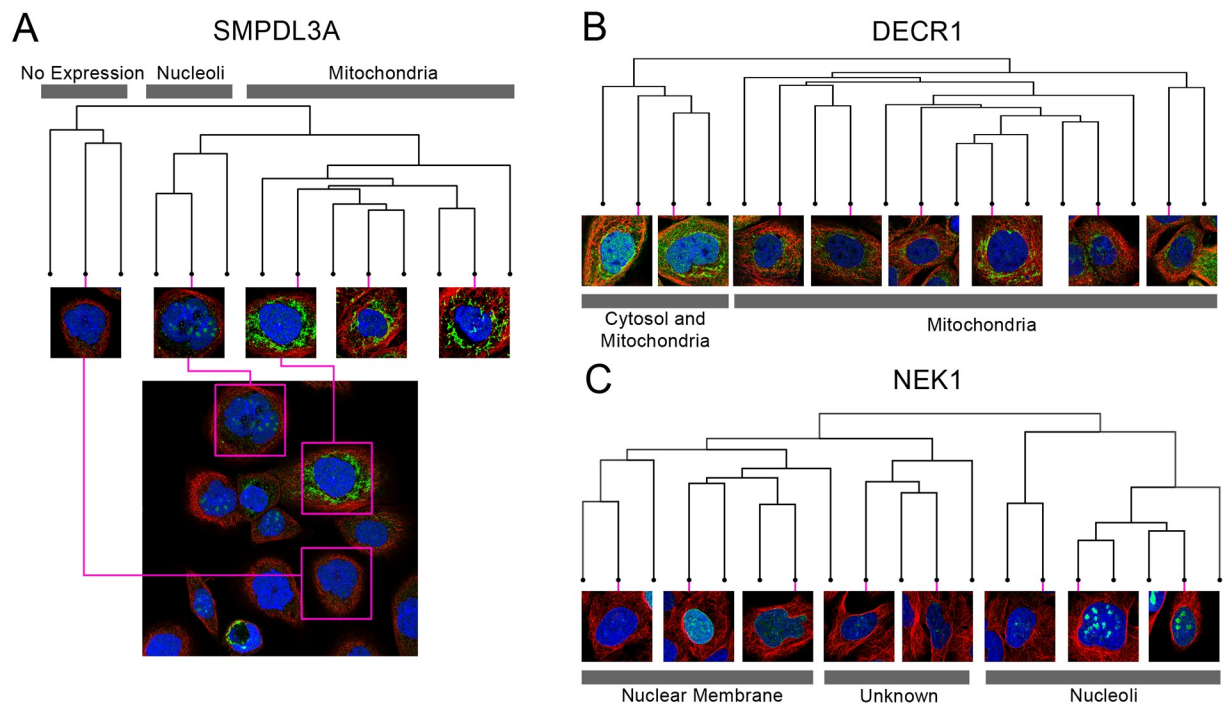 A
SMPDL3A
No Expression
Nucleoli
Mitochondria
B
DECR1
Cytosol and
Mitochondria
Mitochondria
C
NEK1
Nuclear Membrane
Unknown
Nucleoli